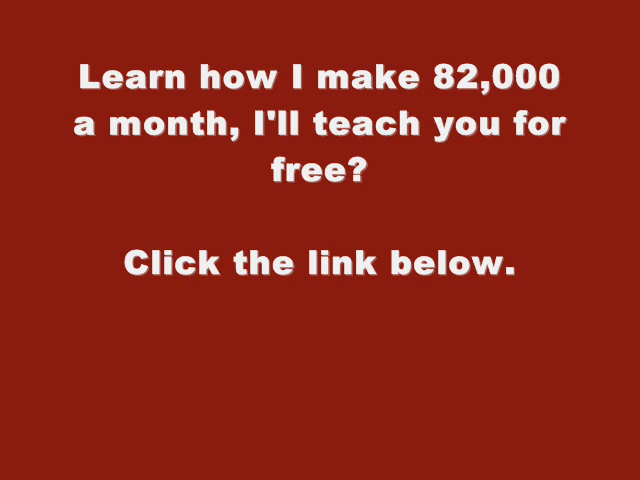 Learn how I make 82,000
a month, I'll teach you for
free?
Click the link below.